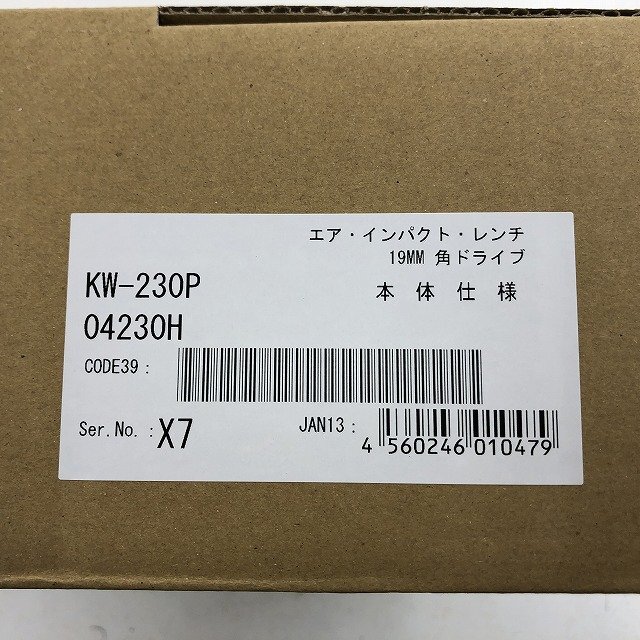 エア・インパクト・レンチ
19MM 角ドライブ
KW-230P
本体仕様
04230H
CODE39 :
Ser.No. : X7
JAN13 :
4 560246 010479